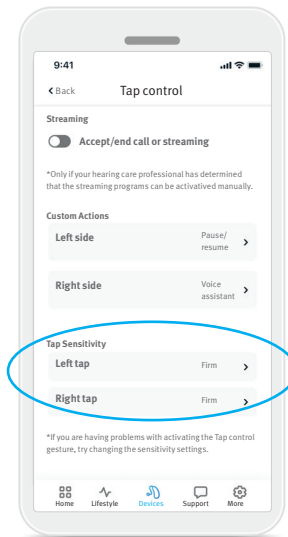 9:41
Back
Tap control
Streaming
Accept/end call or streaming
*Only if your hearing care professional has determined
that the streaming programs can be activatived manually.
Custom Actions
Left side
Pause/
resume
Right side
Voice
assistant
Tap Sensitivity
Left tap Firm
Right tap Firm
*If you are having problems with activating the Tap control
gesture, try changing the sensitivity settings.
Home Lifestyle Devices Support More